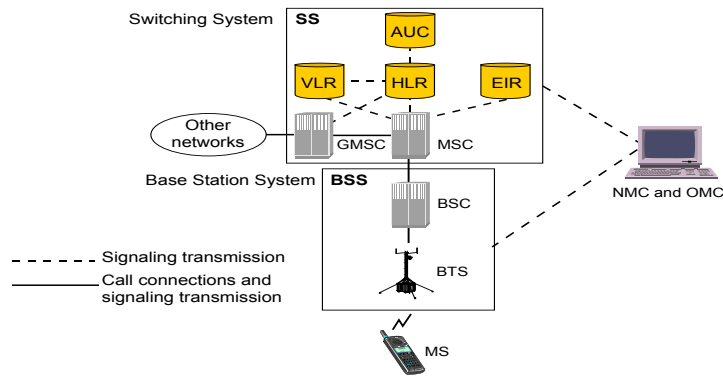 Switching System
SS
AUC
VLR
HLR
EIR
Other
networks
GMSC
MSC
NMC and OMC
Base Station System
BSS
BSC
BTS
Signaling transmission
Call connections and
signaling transmission
MS